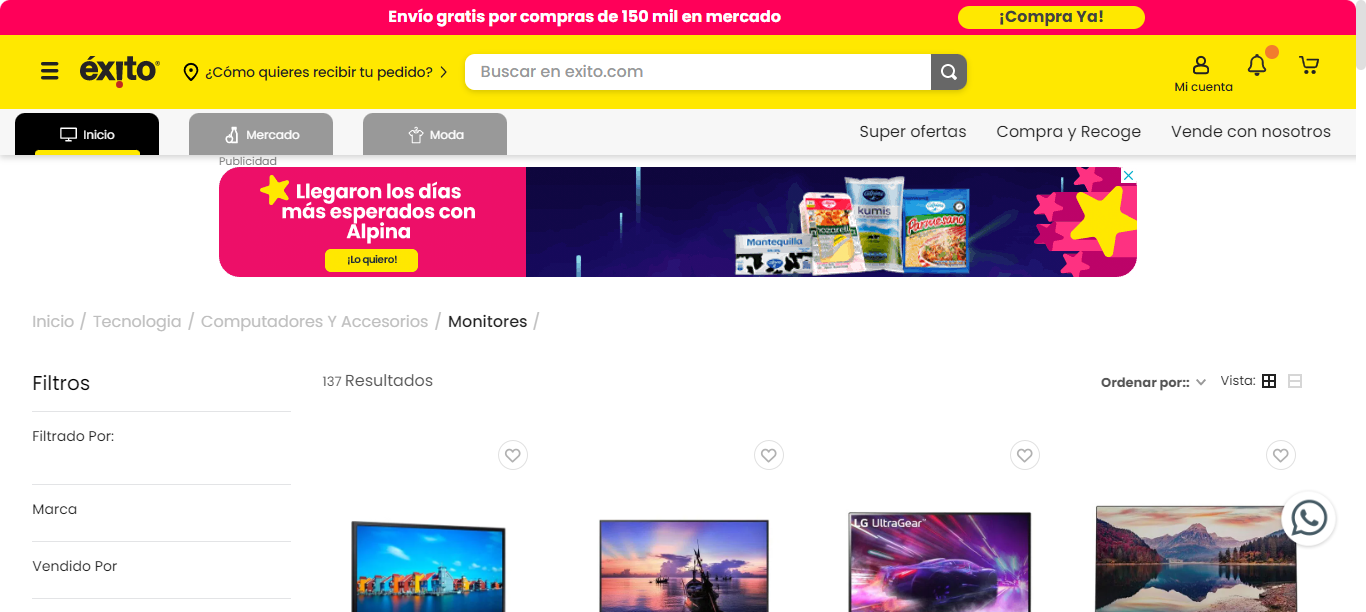 Envío gratis por compras de 150 mil en mercado
¡Compra Ya!
éxito
¿Cómo quieres recibir tu pedido?
Buscar en exito.com
Mi cuenta
Inicio
Mercado
Moda
Super ofertas
Compra y Recoge
Vende con nosotros
Publicidad
Llegaron los días
más esperados con
Alpina
¡Lo quiero!
Mantequilla
mozarella
kumis
Parmesano
Inicio / Tecnologia / Computadores Y Accesorios / Monitores /
Filtros
137 Resultados
Ordenar por::
Vista:
Filtrado Por:
Marca
Vendido Por
LG UltraGear™